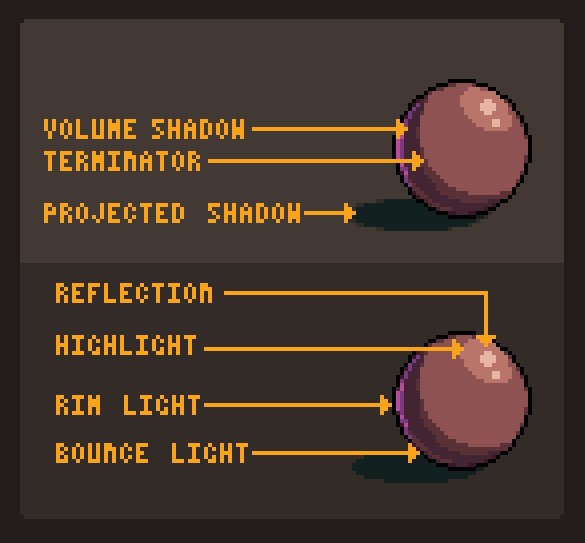 VOLUME SHADOW
TERMINATOR
PROJECTED SHADOW
REFLECTION
HIGHLIGHT
RIM LIGHT
BOUNCE LIGHT